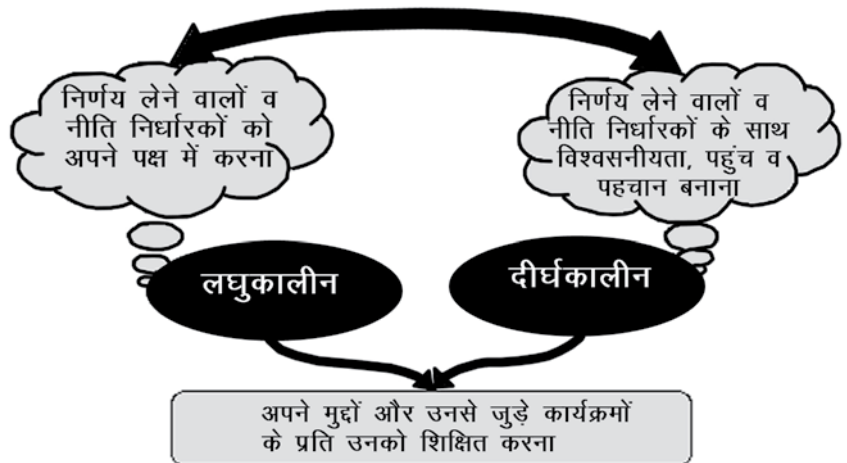 निर्णय लेने वालों व
नीति निर्धारकों को
अपने पक्ष में करना
निर्णय लेने वालों व
नीति निर्धारकों के साथ
विश्वसनीयता, पहुंच व
पहचान बनाना
लघुकालीन
दीर्घकालीन
अपने मुद्दों और उनसे जुड़े कार्यक्रमों
के प्रति उनको शिक्षित करना